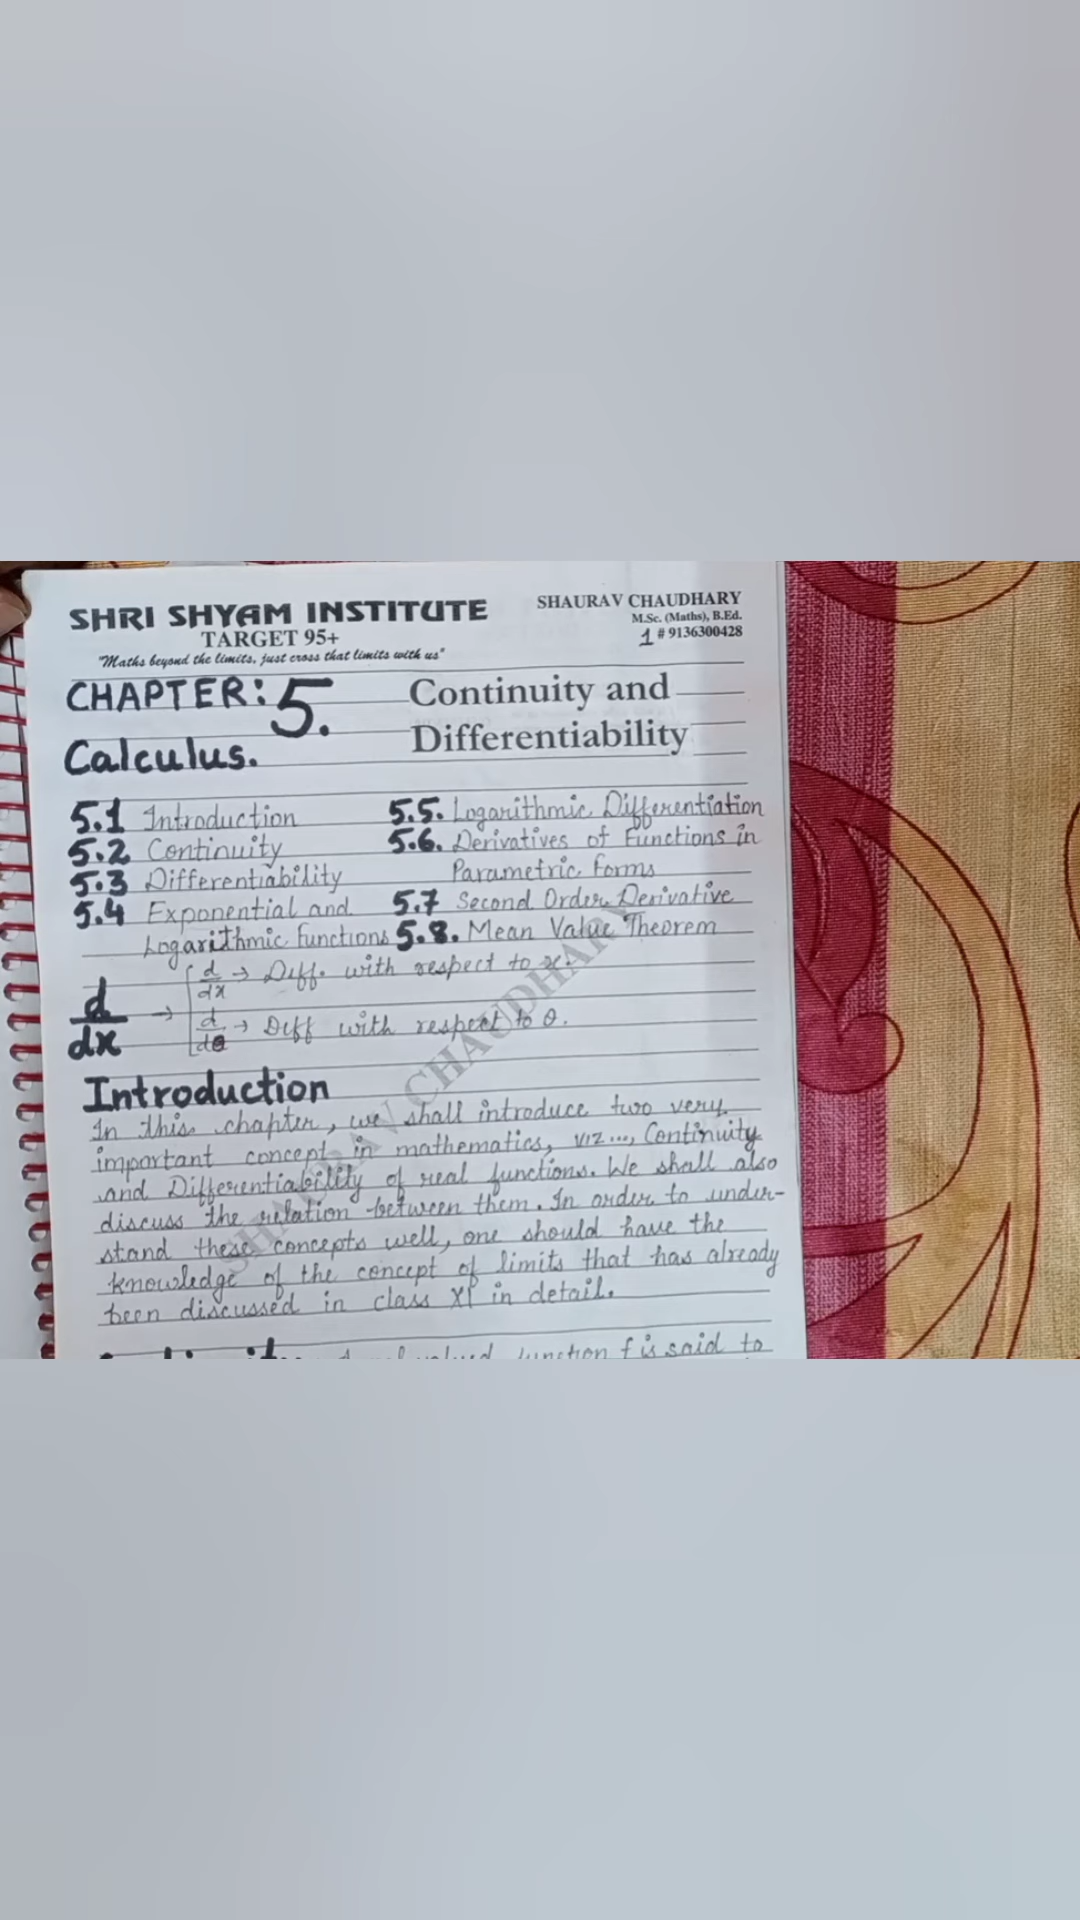 SHRI SHYAM INSTITUTE
TARGET 95+
"Maths beyond the limits, just cross that limits with us"
SHAURAV CHAUDHARY
M.Sc. (Maths), B.Ed.
1 # 9136300428
CHAPTER: 5.
Continuity and
Differentiability
Calculus.
5.1 Introduction
5.2 Continuity
5.3 Differentiability
5.4 Exponential and
Logarithmic functions
5.5. Logarithmic Differentiation
5.6. Derivatives of Functions in
Parametric Forms
5.7 Second Order Derivative
5.8. Mean Value Theorem
d/dx → d/dx → Diff. with respect to x.
d/dθ → Diff with respect to θ.
Introduction
In this chapter, we shall introduce two very
important concept in mathematics, viz..., Continuity
and Differentiability of real functions. We shall also
discuss the relation between them. In order to under-
stand these concepts well, one should have the
knowledge of the concept of limits that has already
been discussed in class XI in detail.
function f is said to
SHAURAV CHAUDHARY